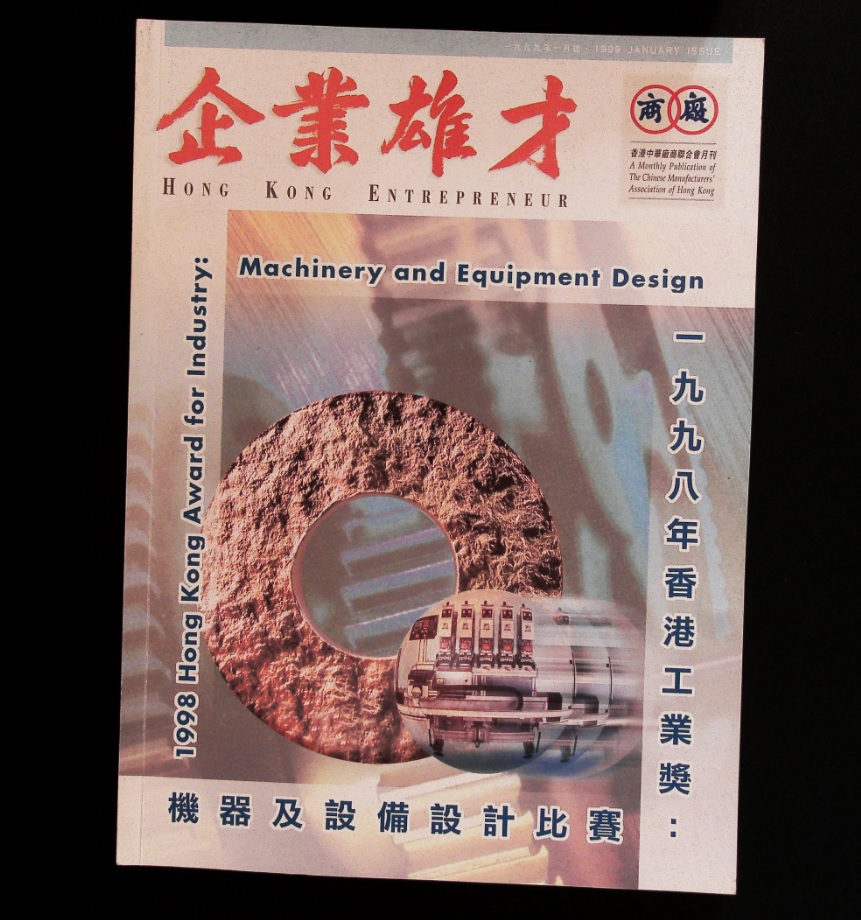 一九九九年一月號 · 1999 JANUARY ISSUE
企業雄才
HONG KONG ENTREPRENEUR
商廠
香港中華廠商聯合會月刊
A Monthly Publication of
The Chinese Manufacturers'
Association of Hong Kong
1998 Hong Kong Award for Industry:
Machinery and Equipment Design
一九九八年香港工業獎：
機器及設備設計比賽